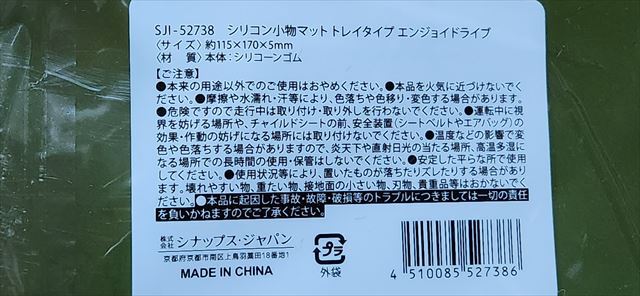 SJI-52738 シリコン小物マット トレイタイプ エンジョイドライブ
〈サイズ〉約115×170×5mm
〈材　質〉本体：シリコーンゴム
【ご注意】
●本来の用途以外でのご使用はおやめください。●本品を火気に近づけないでく
ださい。●摩擦や水濡れ・汗等により、色落ちや色移り・変色する場合があります。
●危険ですので走行中は取り付け・取り外しを行わないでください。●運転中に視
界を妨げる場所や、チャイルドシートの前、安全装置(シートベルトやエアバッグ)の
効果・作動の妨げになる場所には取り付けないでください。●温度などの影響で変
色や色落ちする場合がありますので、炎天下や直射日光の当たる場所、高温多湿に
なる場所での長時間の使用・保管はしないでください。●安定した平らな所で使用して
ください。●使用状況等により、置いたものが落ちたりズレたりする場合がありま
す。壊れやすい物、重たい物、接地面の小さい物、刃物、貴重品等はおかないでくださ
い。●本品に起因した事故・故障・破損等のトラブルにつきましては一切の責任
を負いかねますのでご了承ください。
株式会社 シナップス・ジャパン
京都府京都市南区上鳥羽菅田18番地1
MADE IN CHINA
プラ
外袋
4 510085 527386